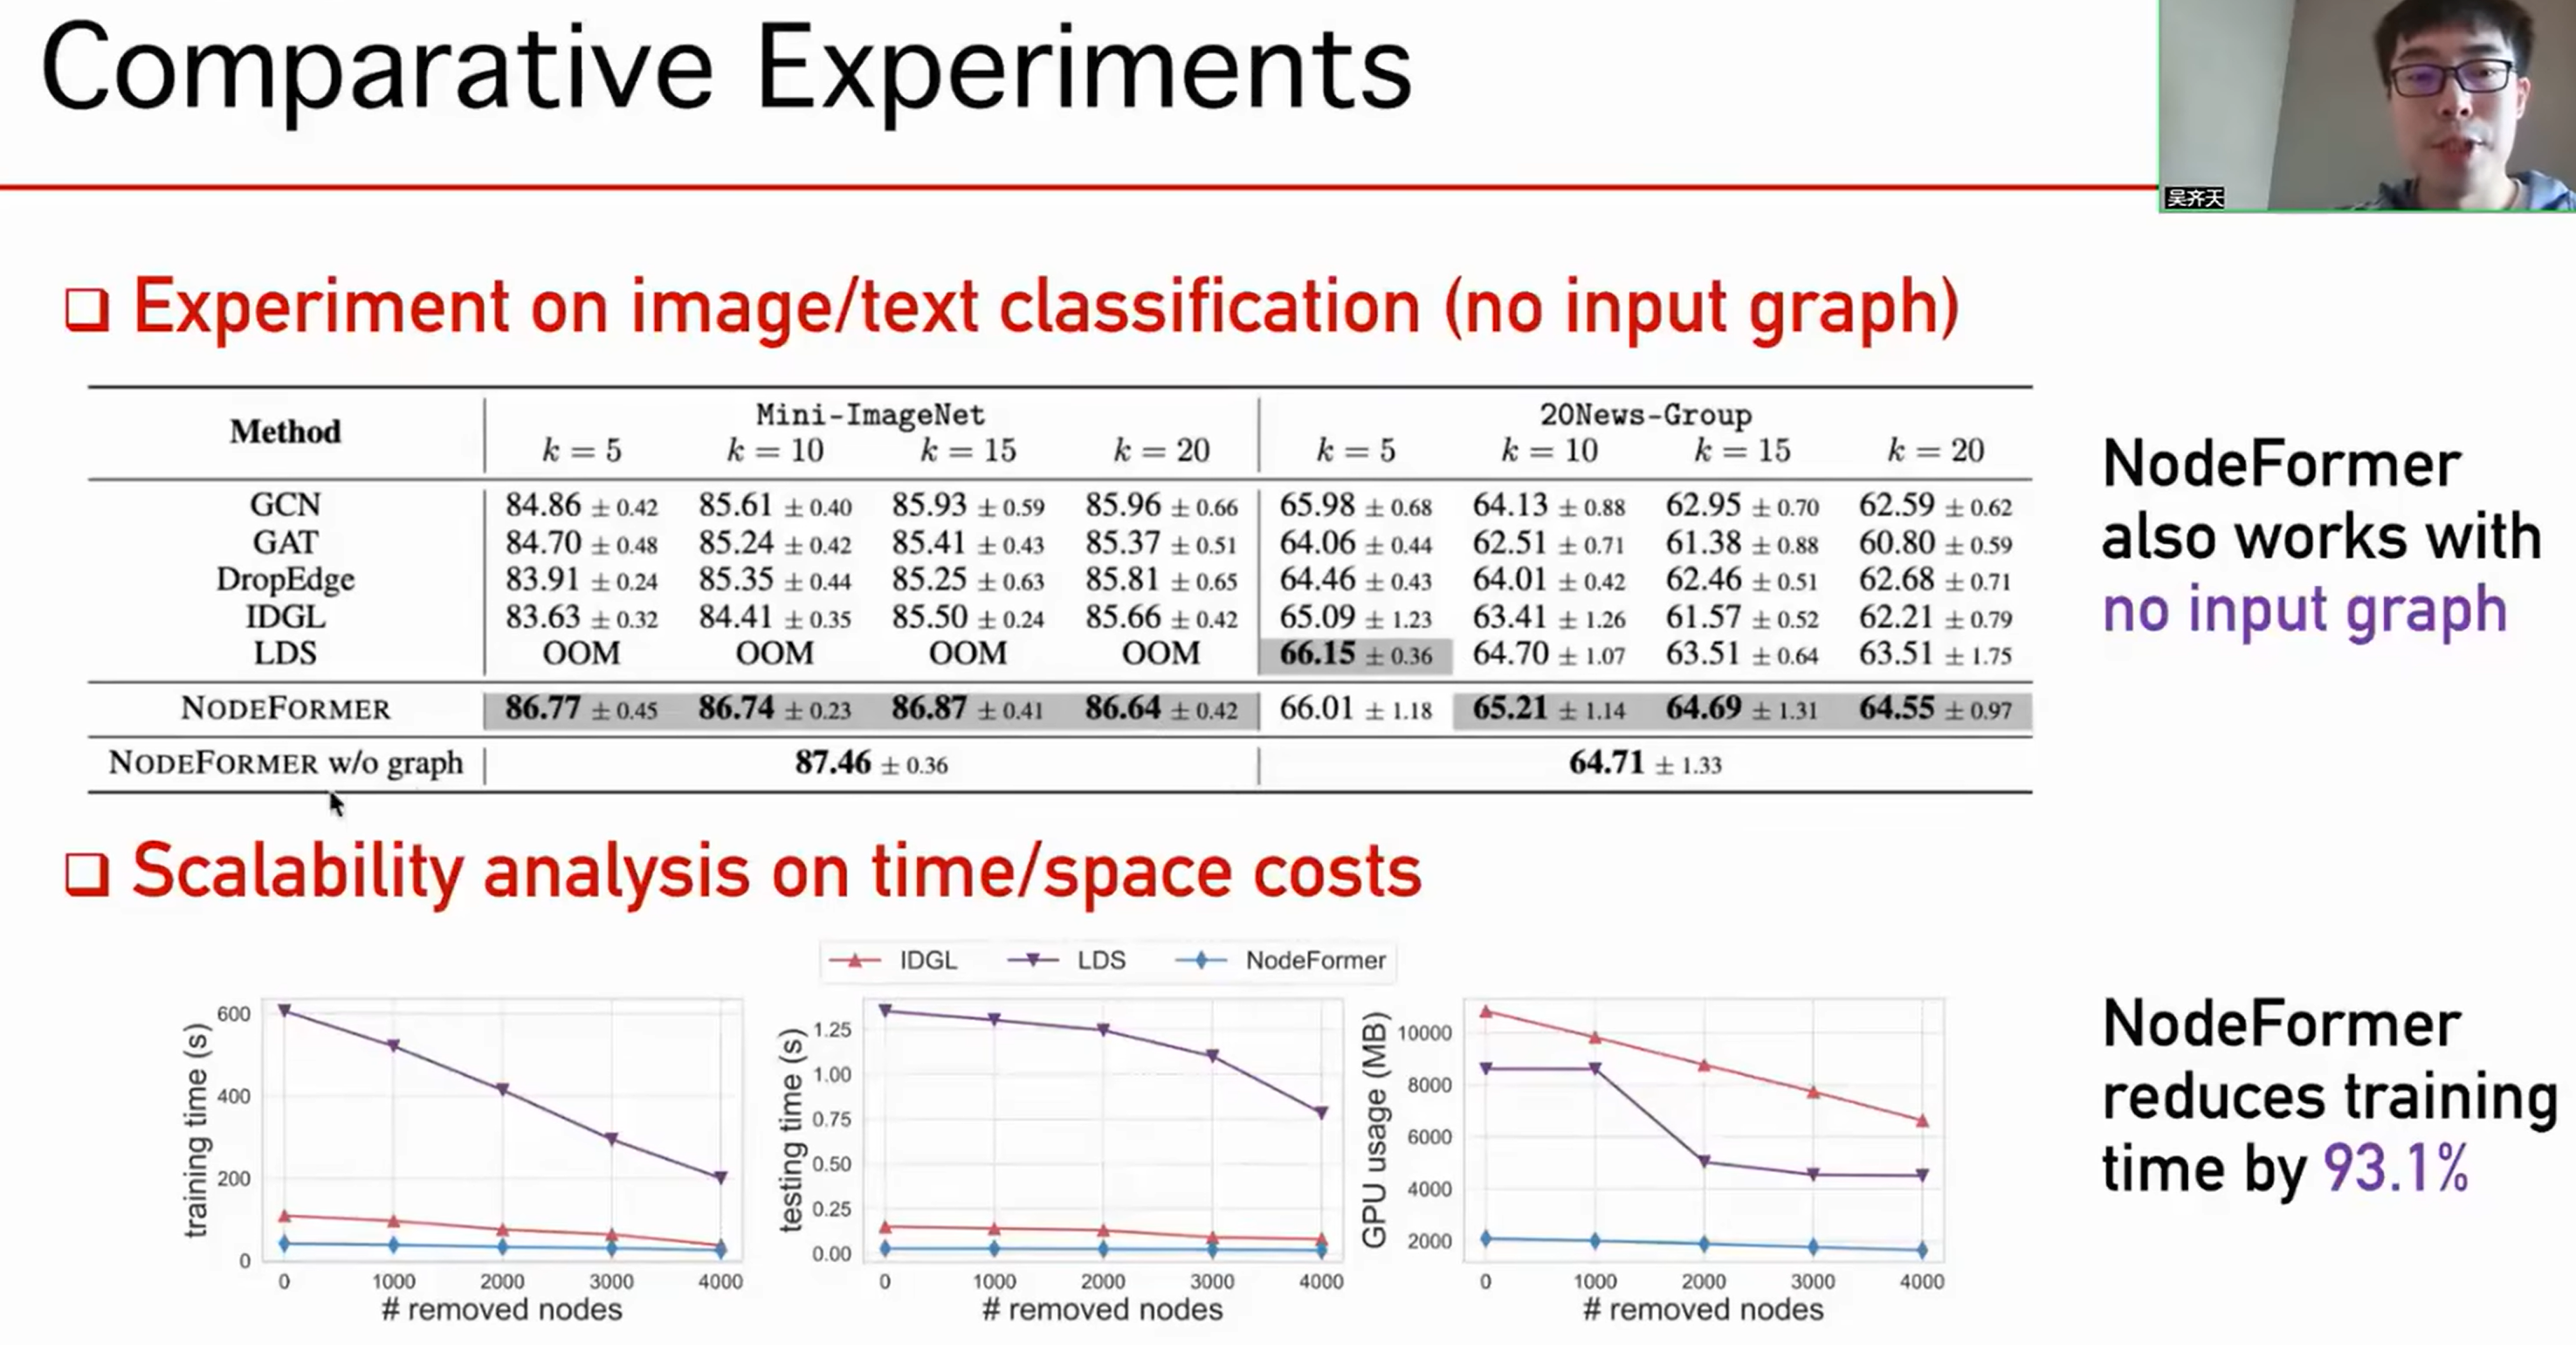 Comparative Experiments
吴齐天
❑ Experiment on image/text classification (no input graph)
Method | Mini-ImageNet | 20News-Group
k = 5 k = 10 k = 15 k = 20 | k = 5 k = 10 k = 15 k = 20
GCN | 84.86 ± 0.42 85.61 ± 0.40 85.93 ± 0.59 85.96 ± 0.66 | 65.98 ± 0.68 64.13 ± 0.88 62.95 ± 0.70 62.59 ± 0.62
GAT | 84.70 ± 0.48 85.24 ± 0.42 85.41 ± 0.43 85.37 ± 0.51 | 64.06 ± 0.44 62.51 ± 0.71 61.38 ± 0.88 60.80 ± 0.59
DropEdge | 83.91 ± 0.24 85.35 ± 0.44 85.25 ± 0.63 85.81 ± 0.65 | 64.46 ± 0.43 64.01 ± 0.42 62.46 ± 0.51 62.68 ± 0.71
IDGL | 83.63 ± 0.32 84.41 ± 0.35 85.50 ± 0.24 85.66 ± 0.42 | 65.09 ± 1.23 63.41 ± 1.26 61.57 ± 0.52 62.21 ± 0.79
LDS | OOM OOM OOM OOM | 66.15 ± 0.36 64.70 ± 1.07 63.51 ± 0.64 63.51 ± 1.75
NODEFORMER | 86.77 ± 0.45 86.74 ± 0.23 86.87 ± 0.41 86.64 ± 0.42 | 66.01 ± 1.18 65.21 ± 1.14 64.69 ± 1.31 64.55 ± 0.97
NODEFORMER w/o graph | 87.46 ± 0.36 | 64.71 ± 1.33
NodeFormer
also works with
no input graph
❑ Scalability analysis on time/space costs
IDGL LDS NodeFormer
training time (s)
600
400
200
0
0 1000 2000 3000 4000
# removed nodes
testing time (s)
1.25
1.00
0.75
0.50
0.25
0.00
0 1000 2000 3000 4000
# removed nodes
GPU usage (MB)
10000
8000
6000
4000
2000
0 1000 2000 3000 4000
# removed nodes
NodeFormer
reduces training
time by 93.1%